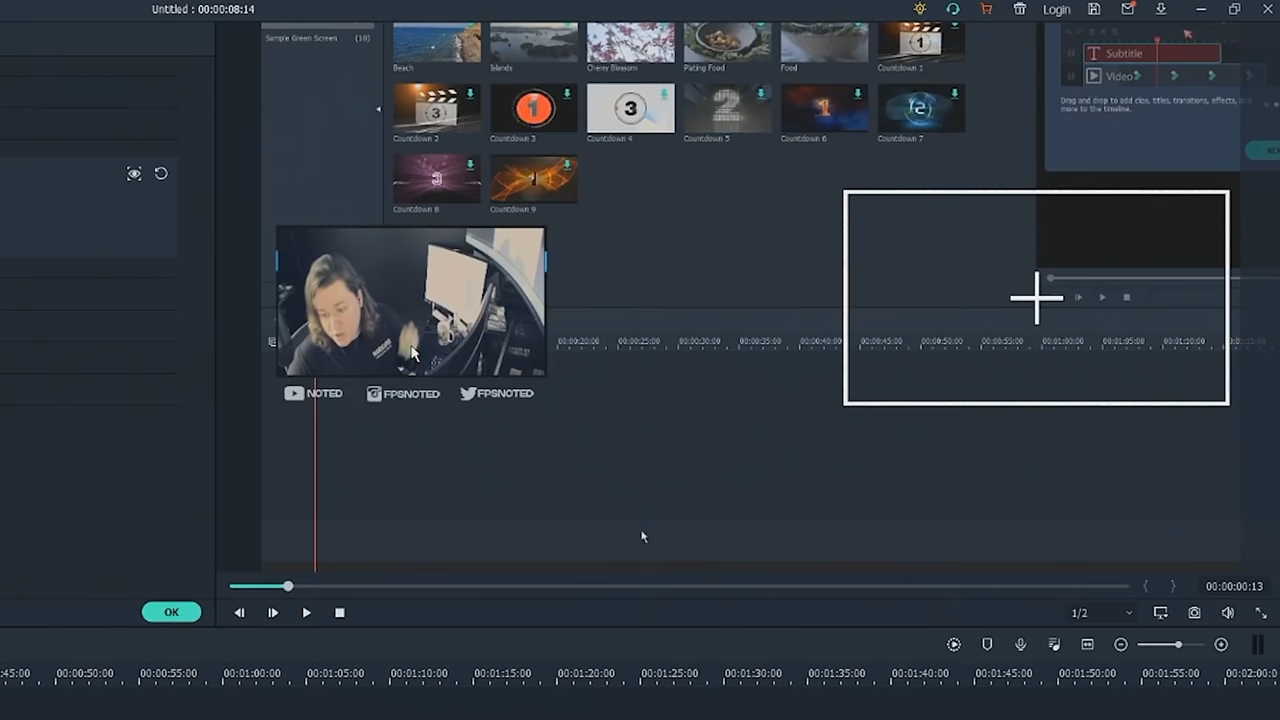 Untitled : 00:00:08:14
Login
Sample Green Screen (10)
Beach
Islands
Cherry Blossom
Plating Food
Food
Countdown 1
Subtitle
Video
Drag and drop to add clips, titles, transitions, effects, and
more to the timeline.
Countdown 2
Countdown 3
Countdown 4
Countdown 5
Countdown 6
Countdown 7
Countdown 8
Countdown 9
00:00:20:00 00:00:25:00 00:00:30:00 00:00:35:00 00:00:40:00 00:00:45:00 00:00:50:00 00:00:55:00 00:01:00:00 00:01:05:00 00:01:10:00
NOTED FPSNOTED FPSNOTED
00:00:00:13
OK
1/2
:45:00 00:00:50:00 00:00:55:00 00:01:00:00 00:01:05:00 00:01:10:00 00:01:15:00 00:01:20:00 00:01:25:00 00:01:30:00 00:01:35:00 00:01:40:00 00:01:45:00 00:01:50:00 00:01:55:00 00:02:00:0